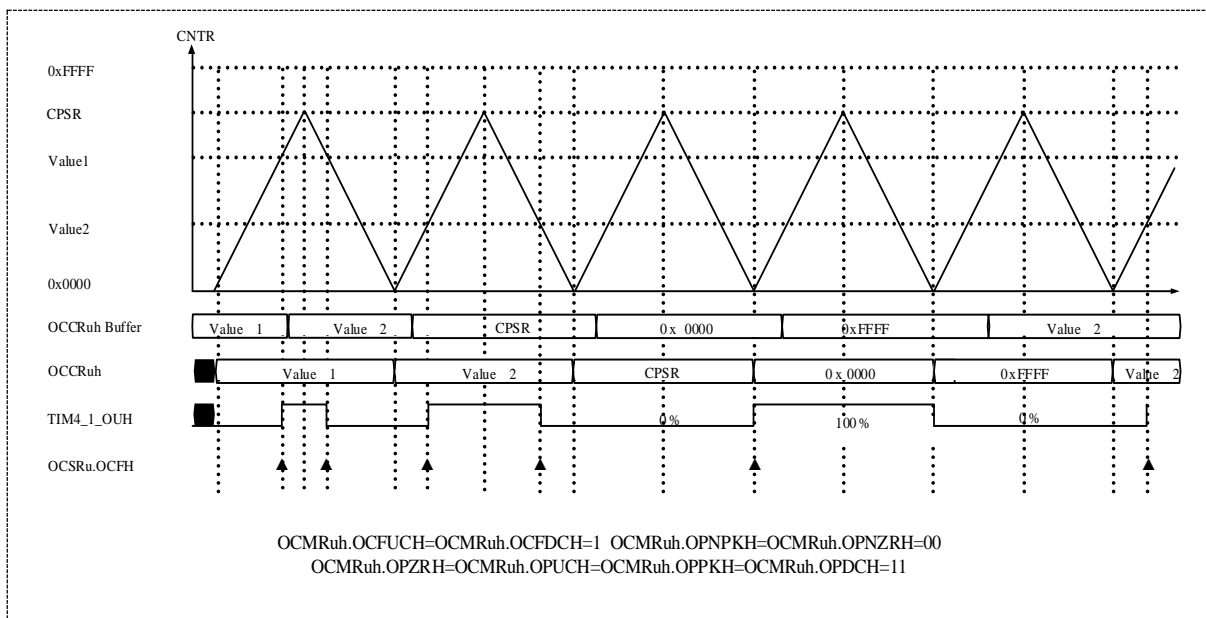 CNTR
0xFFFF
CPSR
Value1
Value2
0x0000
OCCRuh Buffer Value 1 Value 2 CPSR 0x 0000 0xFFFF Value 2
OCCRuh Value 1 Value 2 CPSR 0x 0000 0xFFFF Value 2
TIM4_1_OUH 0% 100% 0%
OCSRu.OCFH
OCMRuh.OCFUCH=OCMRuh.OCFDCH=1 OCMRuh.OPNPKH=OCMRuh.OPNZRH=00
OCMRuh.OPZRH=OCMRuh.OPUCH=OCMRuh.OPPKH=OCMRuh.OPDCH=11